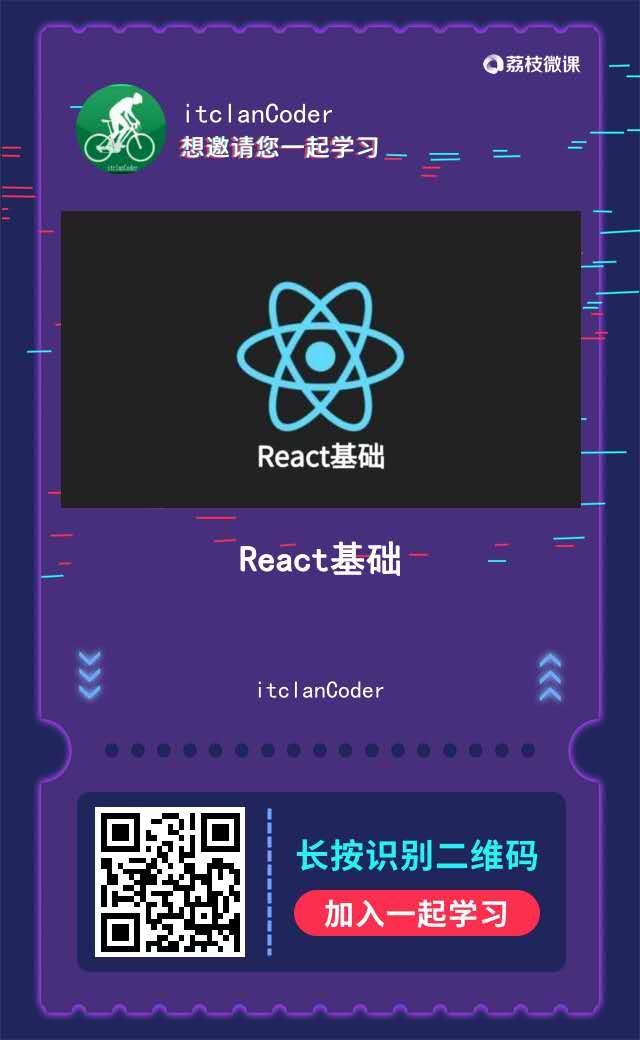 荔枝微课
itclanCoder
想邀请您一起学习
itclanCoder
React基础
React基础
itclanCoder
长按识别二维码
加入一起学习